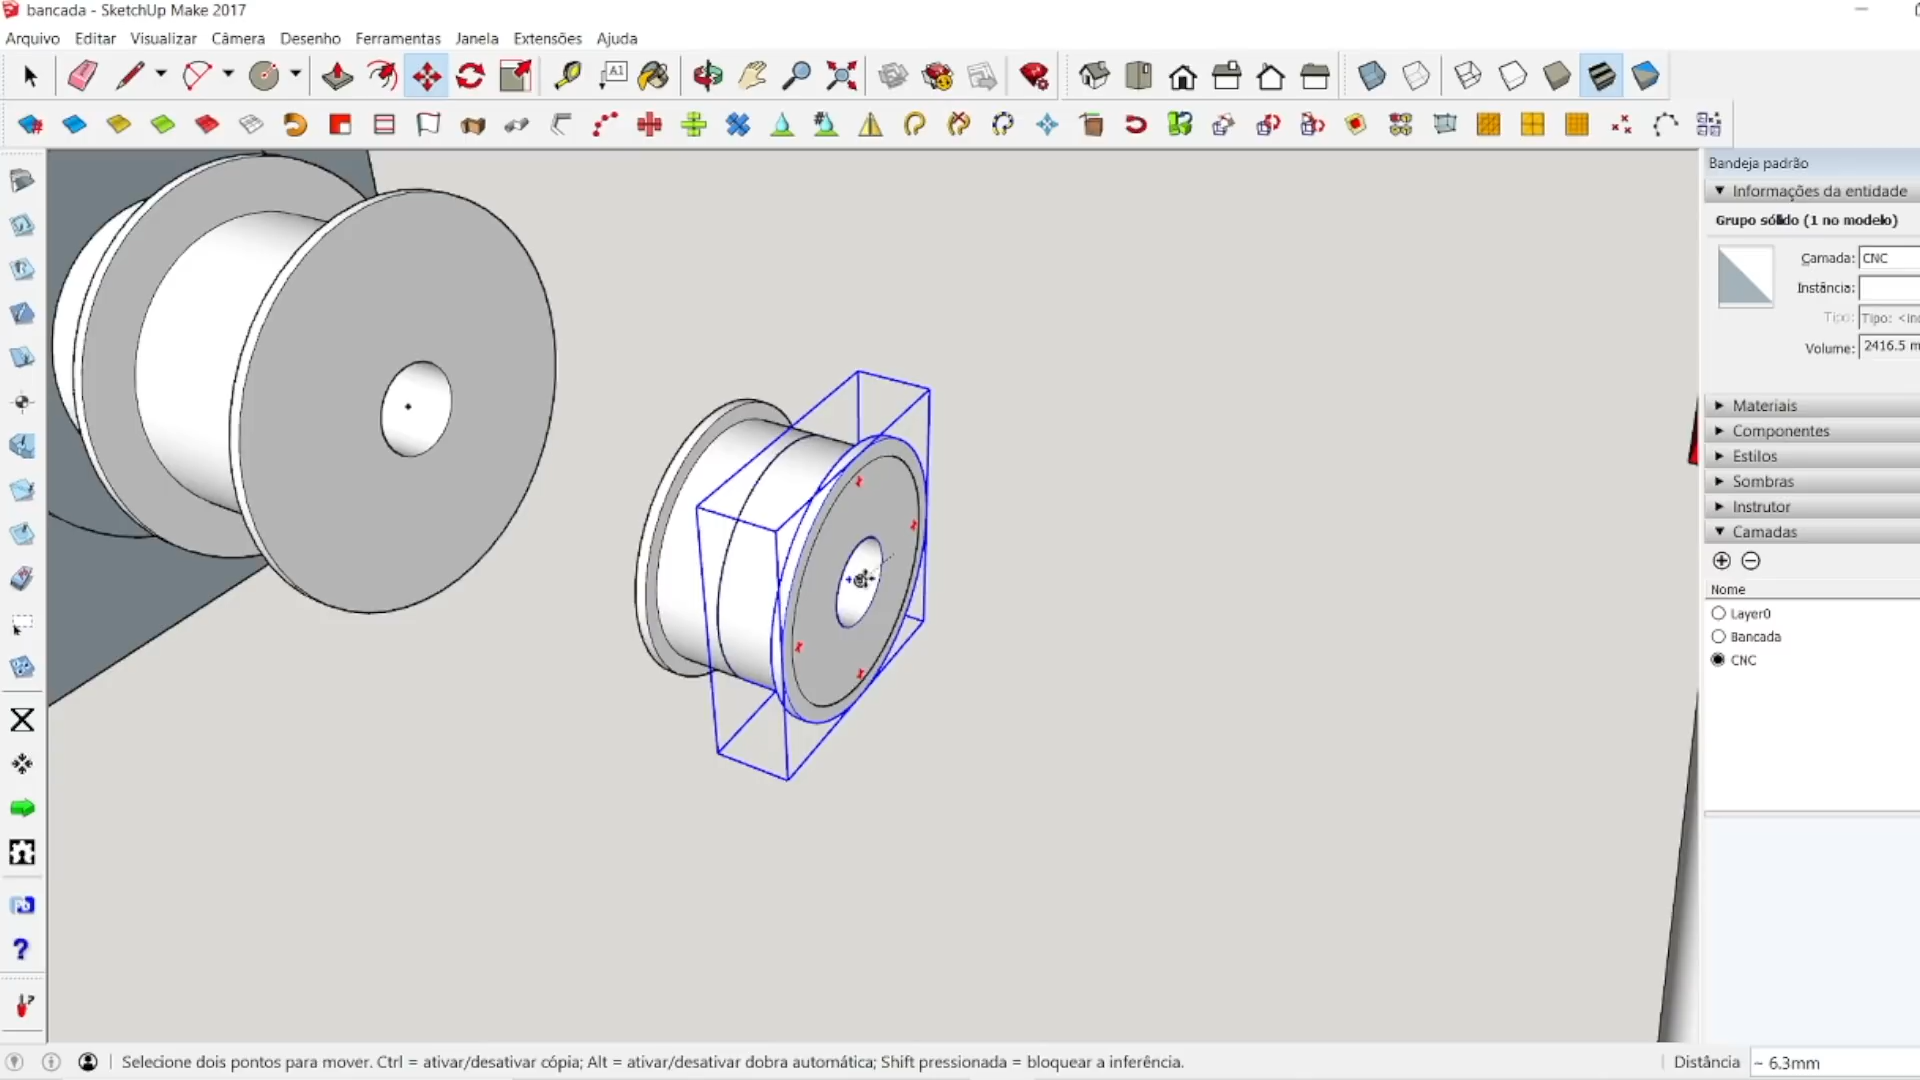 bancada - SketchUp Make 2017
Arquivo Editar Visualizar Câmera Desenho Ferramentas Janela Extensões Ajuda
A1
Bandeja padrão
Informações da entidade
Grupo sólido (1 no modelo)
Camada: CNC
Instância:
Tipo: Tipo: <in
Volume: 2416.5 m
Materiais
Componentes
Estilos
Sombras
Instrutor
Camadas
Nome
Layer0
Bancada
CNC
Selecione dois pontos para mover. Ctrl = ativar/desativar cópia; Alt = ativar/desativar dobra automática; Shift pressionada = bloquear a inferência.
Distância ~ 6.3mm